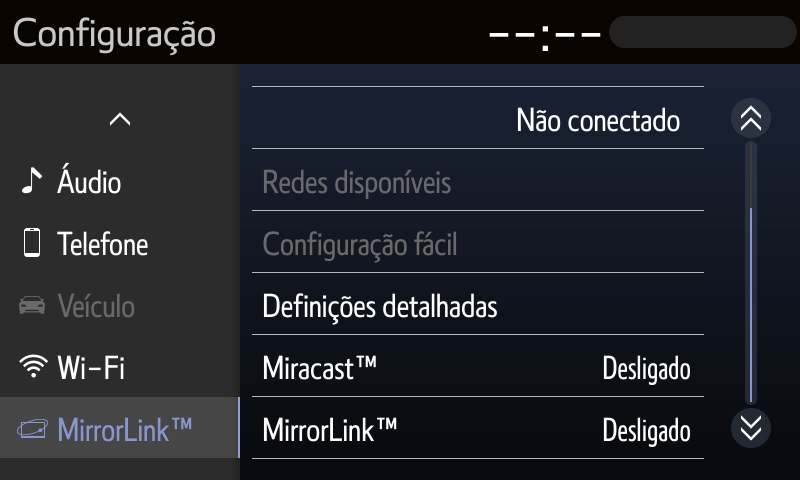 Configuração
--:--
Áudio
Telefone
Veículo
Wi-Fi
MirrorLink™
Não conectado
Redes disponíveis
Configuração fácil
Definições detalhadas
Miracast™ Desligado
MirrorLink™ Desligado